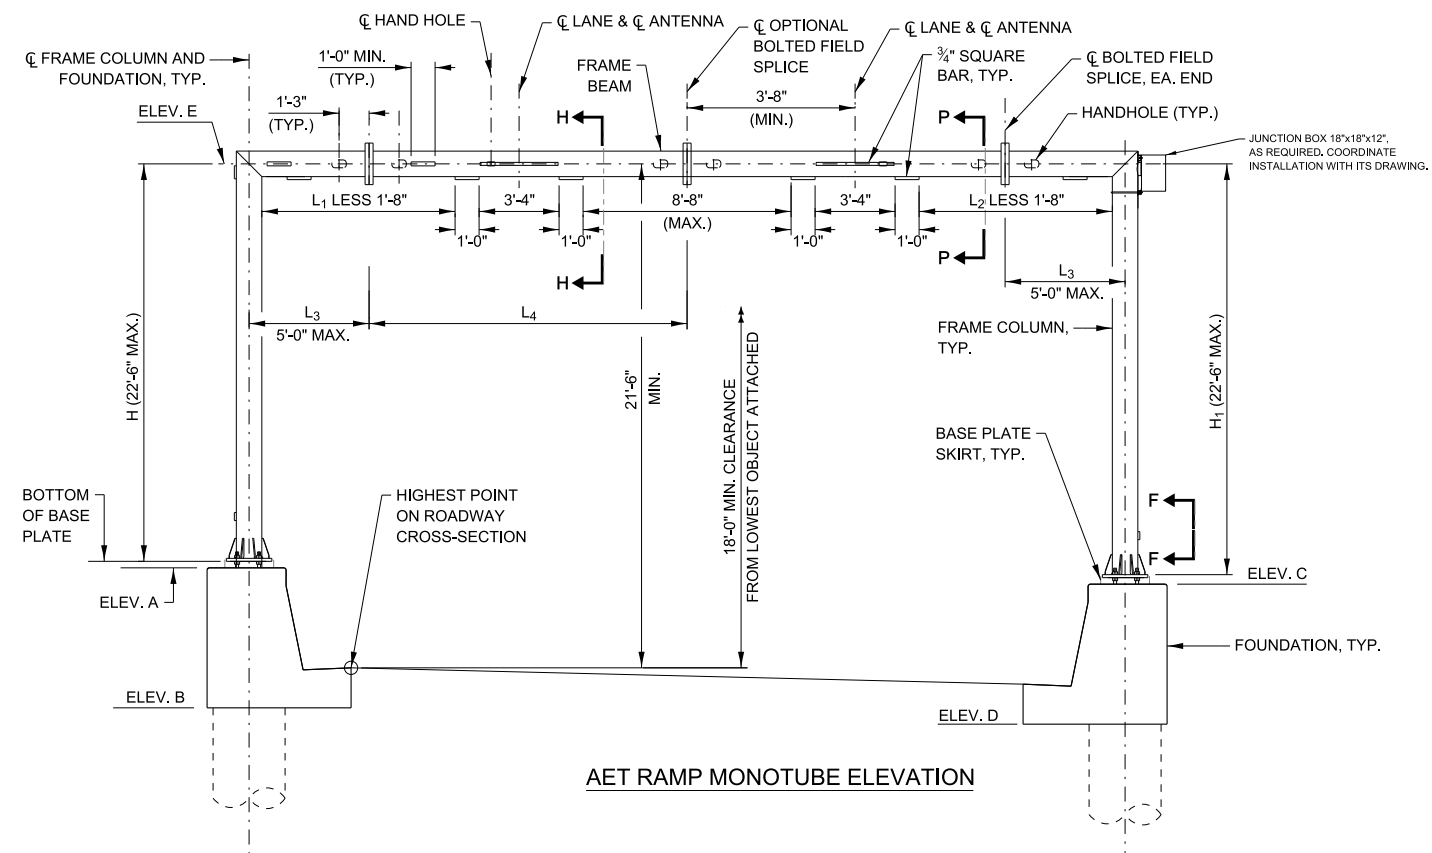 ℄ HAND HOLE
℄ LANE & ℄ ANTENNA
℄ OPTIONAL
BOLTED FIELD
SPLICE
℄ LANE & ℄ ANTENNA
℄ FRAME COLUMN AND
FOUNDATION, TYP.
1'-0" MIN.
(TYP.)
FRAME
BEAM
¾" SQUARE
BAR, TYP.
℄ BOLTED FIELD
SPLICE, EA. END
ELEV. E
1'-3"
(TYP.)
H
3'-8"
(MIN.)
P
HANDHOLE (TYP.)
JUNCTION BOX 18"x18"x12",
AS REQUIRED. COORDINATE
INSTALLATION WITH ITS DRAWING.
L1 LESS 1'-8"
3'-4"
8'-8"
(MAX.)
3'-4"
L2 LESS 1'-8"
1'-0"
1'-0"
1'-0"
1'-0"
H
P
L3
5'-0" MAX.
L4
L3
5'-0" MAX.
H (22'-6" MAX.)
21'-6"
MIN.
18'-0" MIN. CLEARANCE
FROM LOWEST OBJECT ATTACHED
FRAME COLUMN,
TYP.
H1 (22'-6" MAX.)
BASE PLATE
SKIRT, TYP.
BOTTOM
OF BASE
PLATE
HIGHEST POINT
ON ROADWAY
CROSS-SECTION
F
F
ELEV. A
ELEV. C
FOUNDATION, TYP.
ELEV. B
ELEV. D
AET RAMP MONOTUBE ELEVATION